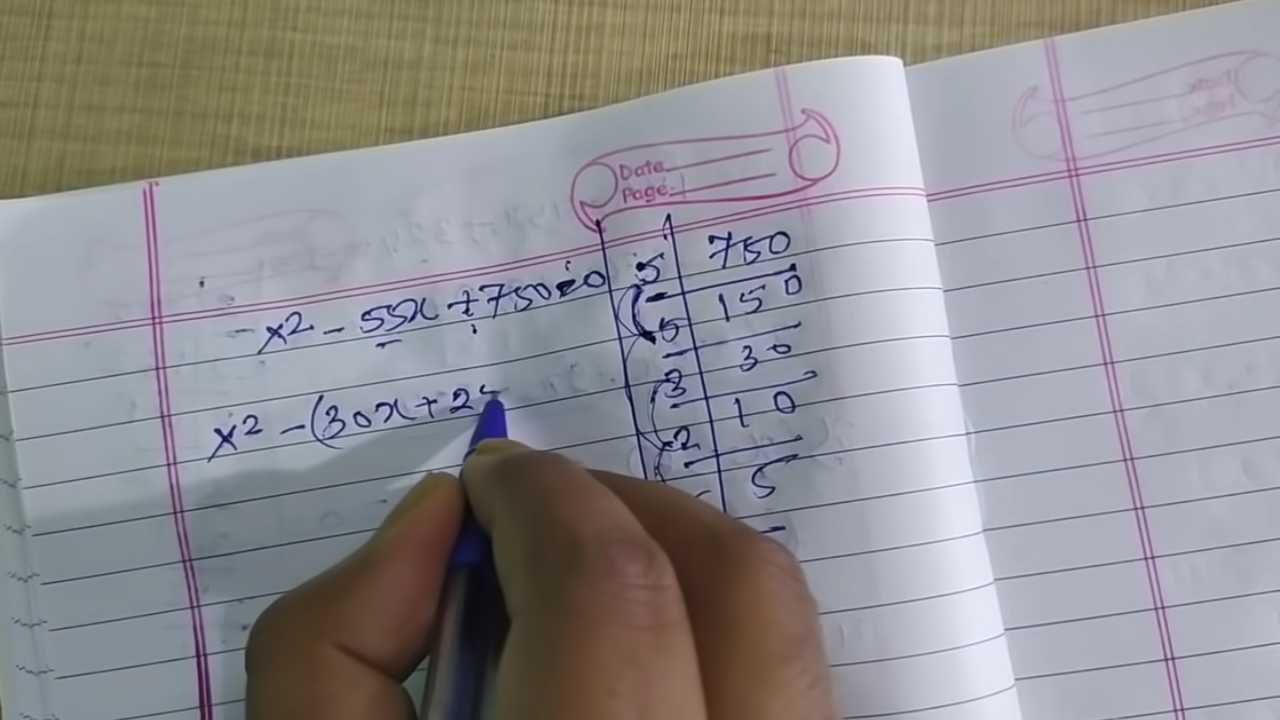 Date
Page:
x² - 55x + 750 = 0
x² - (30x + 2
5 | 750
5 | 150
3 | 30
2 | 10
5